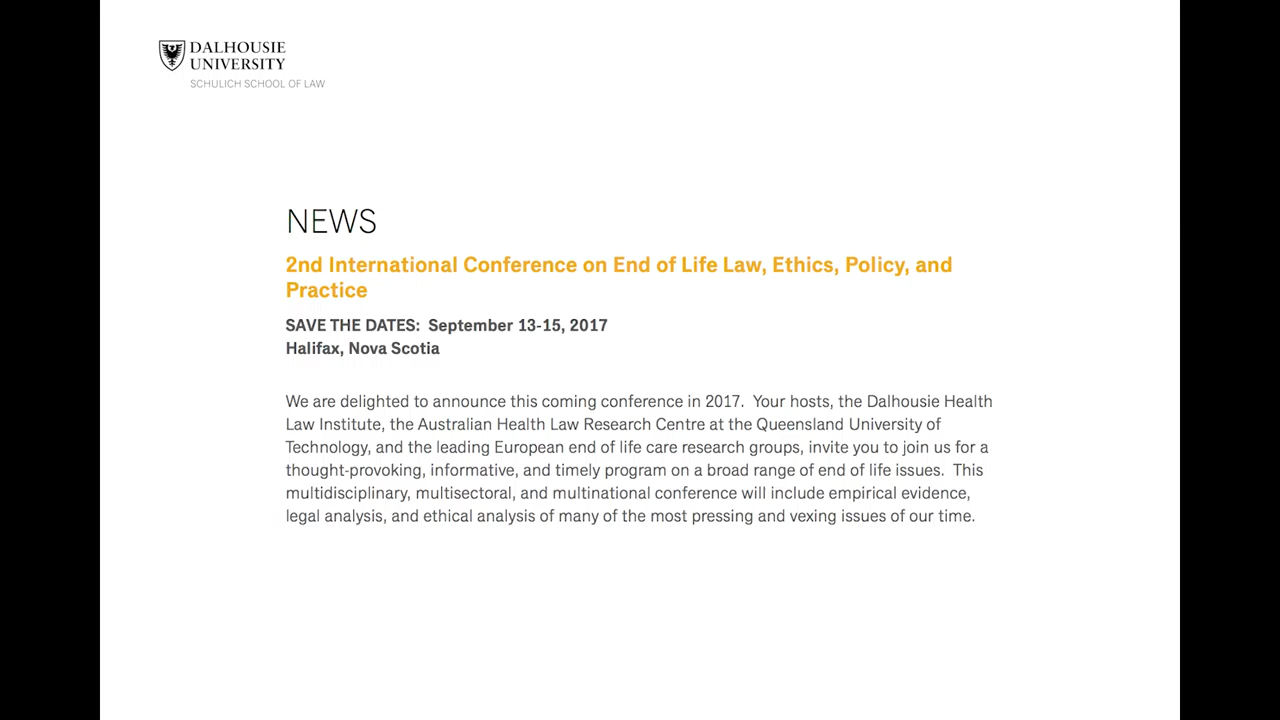 DALHOUSIE
UNIVERSITY
SCHULICH SCHOOL OF LAW
NEWS
2nd International Conference on End of Life Law, Ethics, Policy, and
Practice
SAVE THE DATES:  September 13-15, 2017
Halifax, Nova Scotia
We are delighted to announce this coming conference in 2017.  Your hosts, the Dalhousie Health
Law Institute, the Australian Health Law Research Centre at the Queensland University of
Technology, and the leading European end of life care research groups, invite you to join us for a
thought-provoking, informative, and timely program on a broad range of end of life issues.  This
multidisciplinary, multisectoral, and multinational conference will include empirical evidence,
legal analysis, and ethical analysis of many of the most pressing and vexing issues of our time.